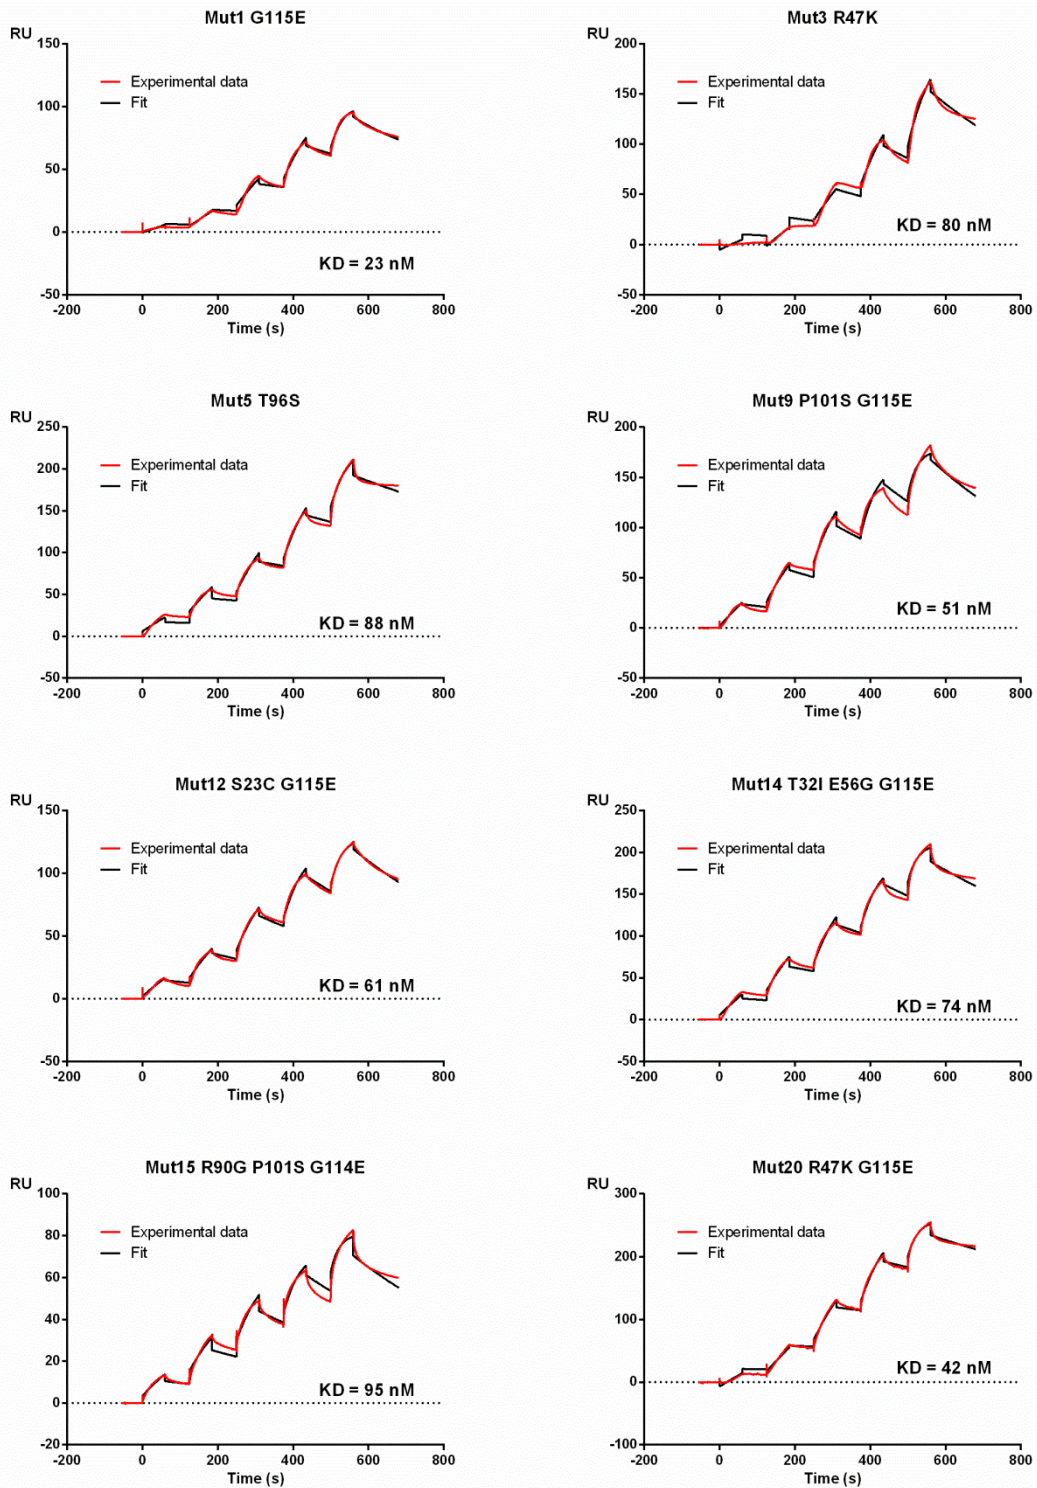 Mut1 G115E
RU
150
100
50
0
-50
Experimental data
Fit
KD = 23 nM
-200 0 200 400 600 800
Time (s)
Mut3 R47K
RU
200
150
100
50
0
-50
Experimental data
Fit
KD = 80 nM
-200 0 200 400 600 800
Time (s)
Mut5 T96S
RU
250
200
150
100
50
0
-50
Experimental data
Fit
KD = 88 nM
-200 0 200 400 600 800
Time (s)
Mut9 P101S G115E
RU
200
150
100
50
0
-50
Experimental data
Fit
KD = 51 nM
-200 0 200 400 600 800
Time (s)
Mut12 S23C G115E
RU
150
100
50
0
-50
Experimental data
Fit
KD = 61 nM
-200 0 200 400 600 800
Time (s)
Mut14 T32I E56G G115E
RU
250
200
150
100
50
0
-50
Experimental data
Fit
KD = 74 nM
-200 0 200 400 600 800
Time (s)
Mut15 R90G P101S G114E
RU
100
80
60
40
20
0
-20
Experimental data
Fit
KD = 95 nM
-200 0 200 400 600 800
Time (s)
Mut20 R47K G115E
RU
300
200
100
0
-100
Experimental data
Fit
KD = 42 nM
-200 0 200 400 600 800
Time (s)